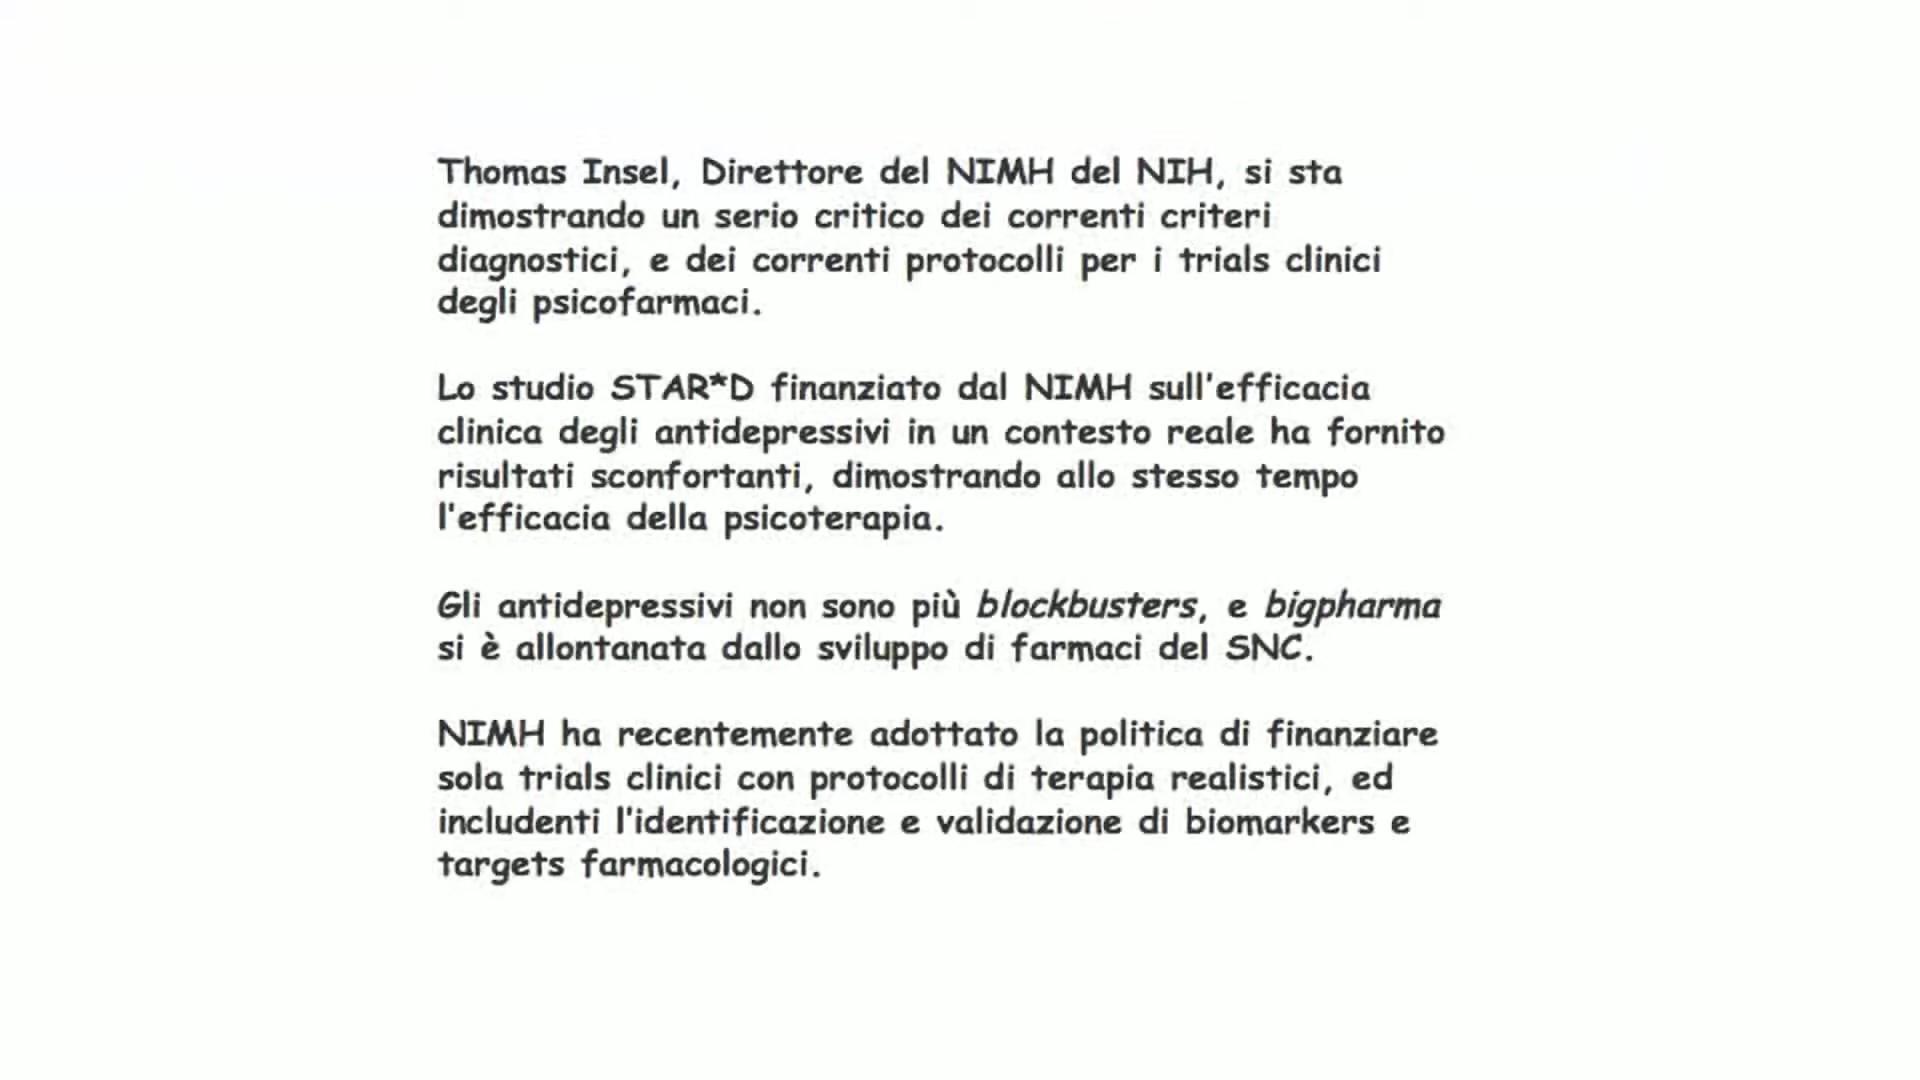 Thomas Insel, Direttore del NIMH del NIH, si sta
dimostrando un serio critico dei correnti criteri
diagnostici, e dei correnti protocolli per i trials clinici
degli psicofarmaci.
Lo studio STAR*D finanziato dal NIMH sull'efficacia
clinica degli antidepressivi in un contesto reale ha fornito
risultati sconfortanti, dimostrando allo stesso tempo
l'efficacia della psicoterapia.
Gli antidepressivi non sono più blockbusters, e bigpharma
si è allontanata dallo sviluppo di farmaci del SNC.
NIMH ha recentemente adottato la politica di finanziare
sola trials clinici con protocolli di terapia realistici, ed
includenti l'identificazione e validazione di biomarkers e
targets farmacologici.